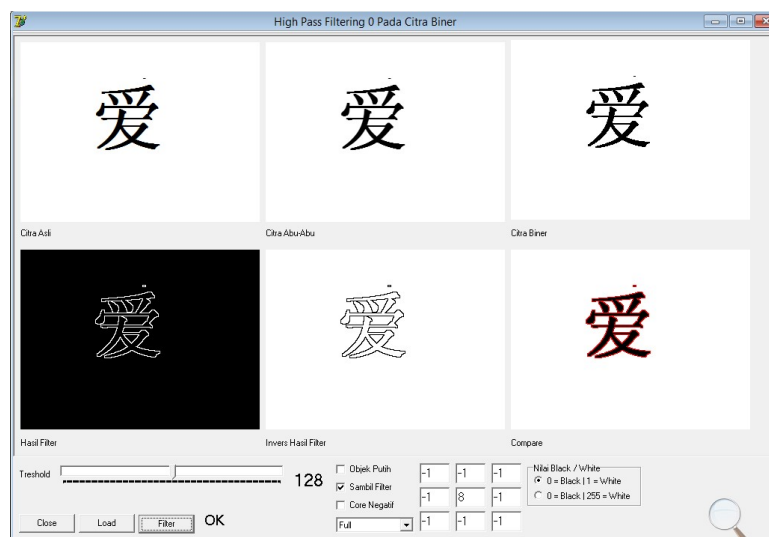 High Pass Filtering 0 Pada Citra Biner
爱 爱 爱
Citra Asli Citra Abu-Abu Citra Biner
爱 爱 爱
Hasil Filter Invers Hasil Filter Compare
Treshold 128
Objek Putih
Sambil Filter
Core Negatif
Full
-1 -1 -1
-1 8 -1
-1 -1 -1
Nilai Black / White
0 = Black | 1 = White
0 = Black | 255 = White
Close Load Filter OK